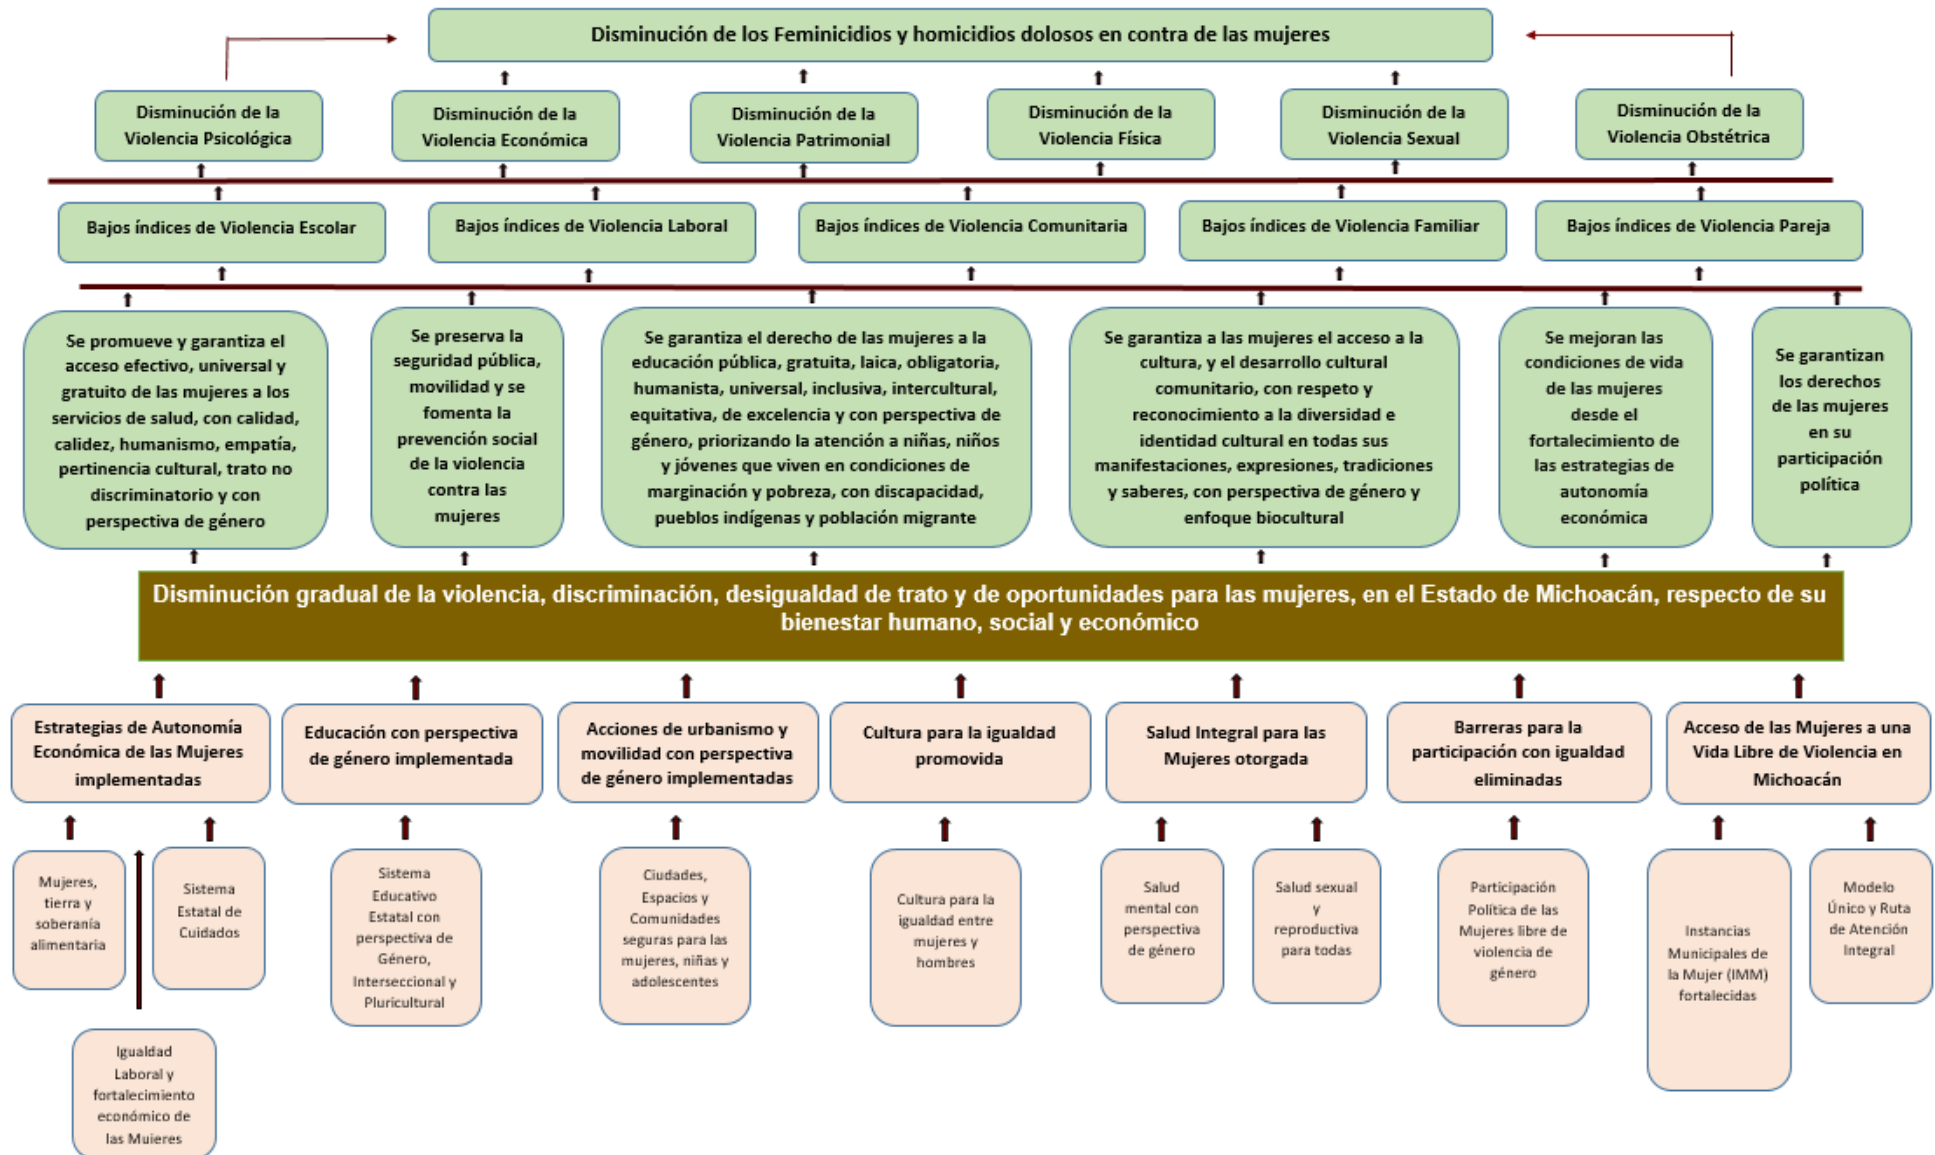 Disminución de los Feminicidios y homicidios dolosos en contra de las mujeres
Disminución de la
Violencia Psicológica
Disminución de la
Violencia Económica
Disminución de la
Violencia Patrimonial
Disminución de la
Violencia Física
Disminución de la
Violencia Sexual
Disminución de la
Violencia Obstétrica
Bajos índices de Violencia Escolar
Bajos índices de Violencia Laboral
Bajos índices de Violencia Comunitaria
Bajos índices de Violencia Familiar
Bajos índices de Violencia Pareja
Se promueve y garantiza el
acceso efectivo, universal y
gratuito de las mujeres a los
servicios de salud, con calidad,
calidez, humanismo, empatía,
pertinencia cultural, trato no
discriminatorio y con
perspectiva de género
Se preserva la
seguridad pública,
movilidad y se
fomenta la
prevención social
de la violencia
contra las
mujeres
Se garantiza el derecho de las mujeres a la
educación pública, gratuita, laica, obligatoria,
humanista, universal, inclusiva, intercultural,
equitativa, de excelencia y con perspectiva de
género, priorizando la atención a niñas, niños
y jóvenes que viven en condiciones de
marginación y pobreza, con discapacidad,
pueblos indígenas y población migrante
Se garantiza a las mujeres el acceso a la
cultura, y el desarrollo cultural
comunitario, con respeto y
reconocimiento a la diversidad e
identidad cultural en todas sus
manifestaciones, expresiones, tradiciones
y saberes, con perspectiva de género y
enfoque biocultural
Se mejoran las
condiciones de vida
de las mujeres
desde el
fortalecimiento de
las estrategias de
autonomía
económica
Se garantizan
los derechos
de las mujeres
en su
participación
política
Disminución gradual de la violencia, discriminación, desigualdad de trato y de oportunidades para las mujeres, en el Estado de Michoacán, respecto de su
bienestar humano, social y económico
Estrategias de Autonomía
Económica de las Mujeres
implementadas
Educación con perspectiva
de género implementada
Acciones de urbanismo y
movilidad con perspectiva
de género implementadas
Cultura para la igualdad
promovida
Salud Integral para las
Mujeres otorgada
Barreras para la
participación con igualdad
eliminadas
Acceso de las Mujeres a una
Vida Libre de Violencia en
Michoacán
Mujeres,
tierra y
soberanía
alimentaria
Sistema
Estatal de
Cuidados
Sistema
Educativo
Estatal con
perspectiva de
Género,
Interseccional y
Pluricultural
Ciudades,
Espacios y
Comunidades
seguras para las
mujeres, niñas y
adolescentes
Cultura para la
igualdad entre
mujeres y
hombres
Salud
mental con
perspectiva
de género
Salud sexual
y
reproductiva
para todas
Participación
Política de las
Mujeres libre de
violencia de
género
Instancias
Municipales de
la Mujer (IMM)
fortalecidas
Modelo
Único y Ruta
de Atención
Integral
Igualdad
Laboral y
fortalecimiento
económico de
las Mujeres